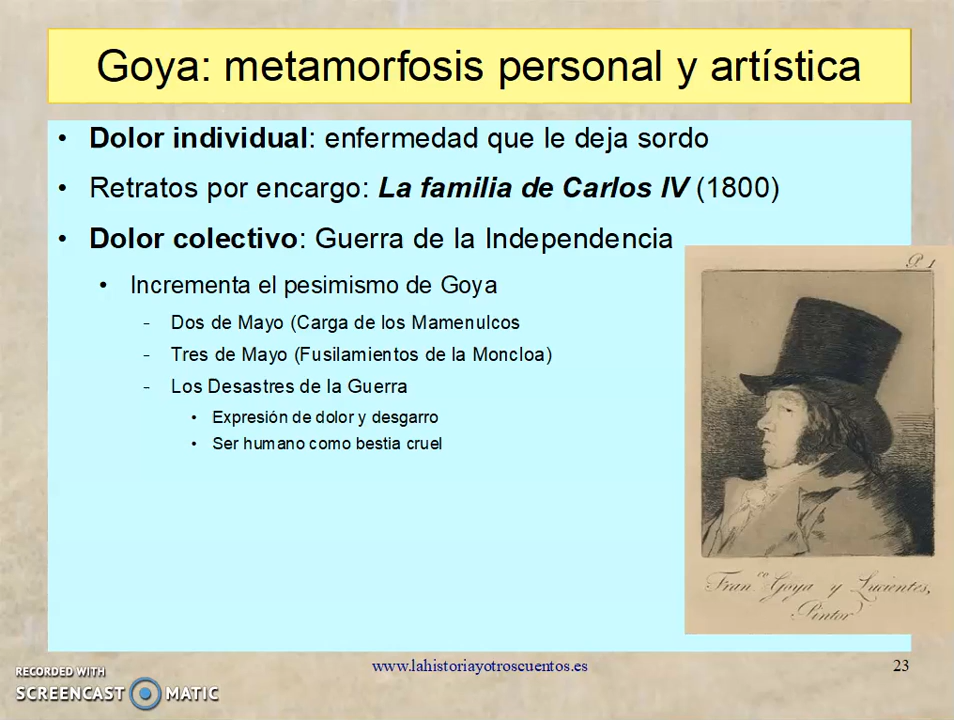 Goya: metamorfosis personal y artística
• Dolor individual: enfermedad que le deja sordo
• Retratos por encargo: La familia de Carlos IV (1800)
• Dolor colectivo: Guerra de la Independencia
• Incrementa el pesimismo de Goya
- Dos de Mayo (Carga de los Mamenulcos
- Tres de Mayo (Fusilamientos de la Moncloa)
- Los Desastres de la Guerra
• Expresión de dolor y desgarro
• Ser humano como bestia cruel
P. 1
Fran.co Goya y Lucientes,
Pintor
RECORDED WITH
SCREENCAST MATIC
www.lahistoriayotroscuentos.es
23